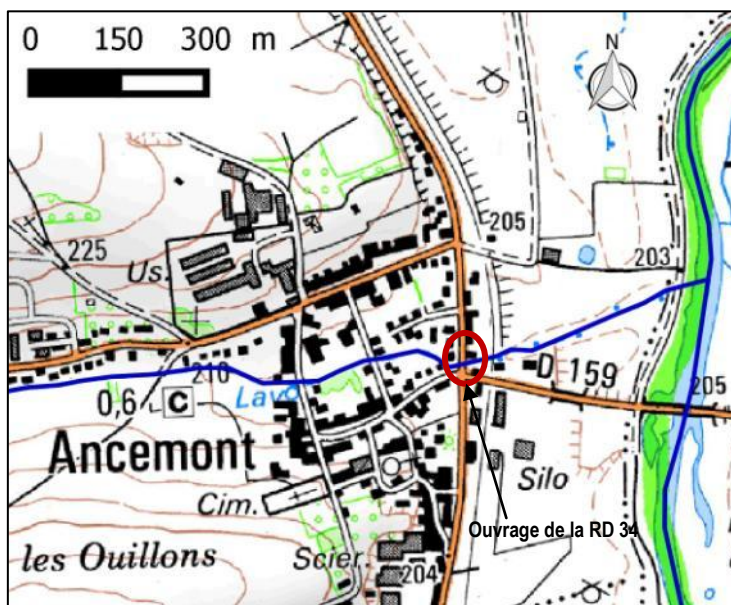 0 150 300 m
N
205
225
Us.
203
D 159
210
Lavo
0,6 C
205
Ancemont
Silo
Cim.
Ouvrage de la RD 34
les Ouillons
Scier.
204